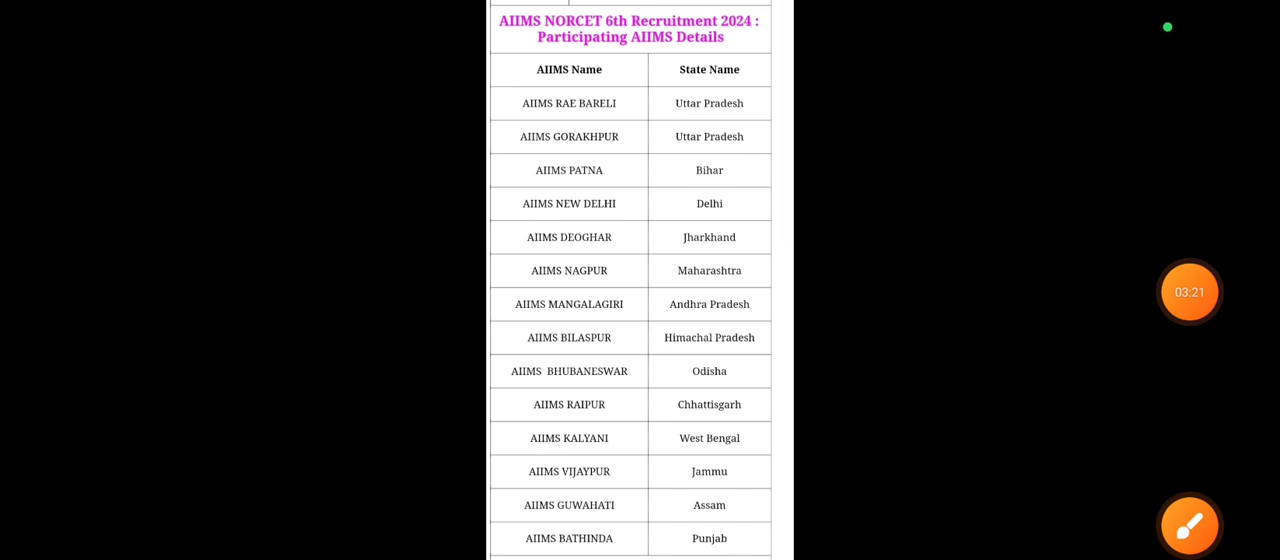 AIIMS NORCET 6th Recruitment 2024 :
Participating AIIMS Details
AIIMS Name State Name
AIIMS RAE BARELI Uttar Pradesh
AIIMS GORAKHPUR Uttar Pradesh
AIIMS PATNA Bihar
AIIMS NEW DELHI Delhi
AIIMS DEOGHAR Jharkhand
AIIMS NAGPUR Maharashtra
AIIMS MANGALAGIRI Andhra Pradesh
AIIMS BILASPUR Himachal Pradesh
AIIMS BHUBANESWAR Odisha
AIIMS RAIPUR Chhattisgarh
AIIMS KALYANI West Bengal
AIIMS VIJAYPUR Jammu
AIIMS GUWAHATI Assam
AIIMS BATHINDA Punjab
03:21